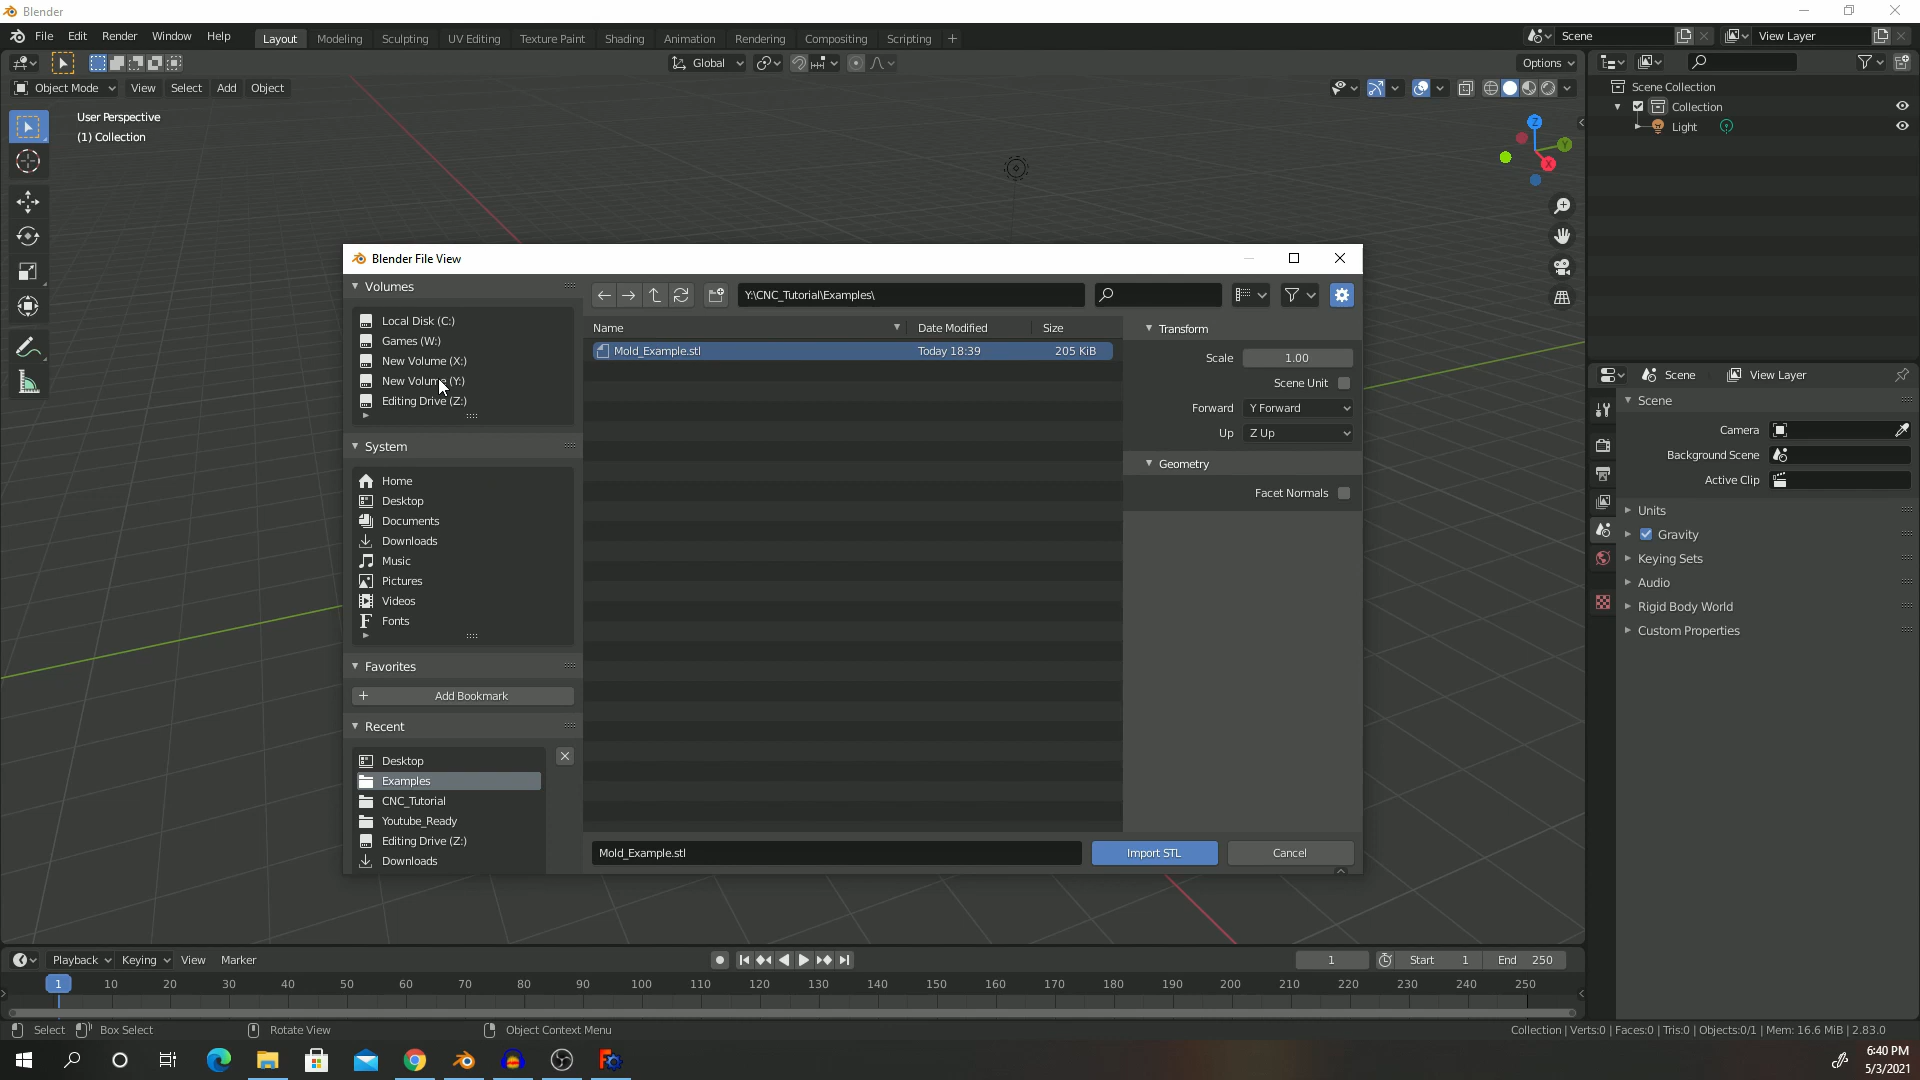 Blender
File Edit Render Window Help Layout Modeling Sculpting UV Editing Texture Paint Shading Animation Rendering Compositing Scripting + Scene View Layer
Global Options
Object Mode View Select Add Object
User Perspective
(1) Collection
Z
Y
X
Scene Collection
Collection
Light
Blender File View
Volumes
Local Disk (C:)
Games (W:)
New Volume (X:)
New Volume (Y:)
Editing Drive (Z:)
System
Home
Desktop
Documents
Downloads
Music
Pictures
Videos
Fonts
Favorites
Add Bookmark
Recent
Desktop
Examples
CNC_Tutorial
Youtube_Ready
Editing Drive (Z:)
Downloads
Y:\CNC_Tutorial\Examples\
Name Date Modified Size
Mold_Example.stl Today 18:39 205 KiB
Transform
Scale 1.00
Scene Unit
Forward Y Forward
Up Z Up
Geometry
Facet Normals
Mold_Example.stl Import STL Cancel
Scene View Layer
Scene
Camera
Background Scene
Active Clip
Units
Gravity
Keying Sets
Audio
Rigid Body World
Custom Properties
Playback Keying View Marker 1 Start 1 End 250
1 10 20 30 40 50 60 70 80 90 100 110 120 130 140 150 160 170 180 190 200 210 220 230 240 250
Select Box Select Rotate View Object Context Menu Collection | Verts:0 | Faces:0 | Tris:0 | Objects:0/1 | Mem: 16.6 MiB | 2.83.0
6:40 PM
5/3/2021